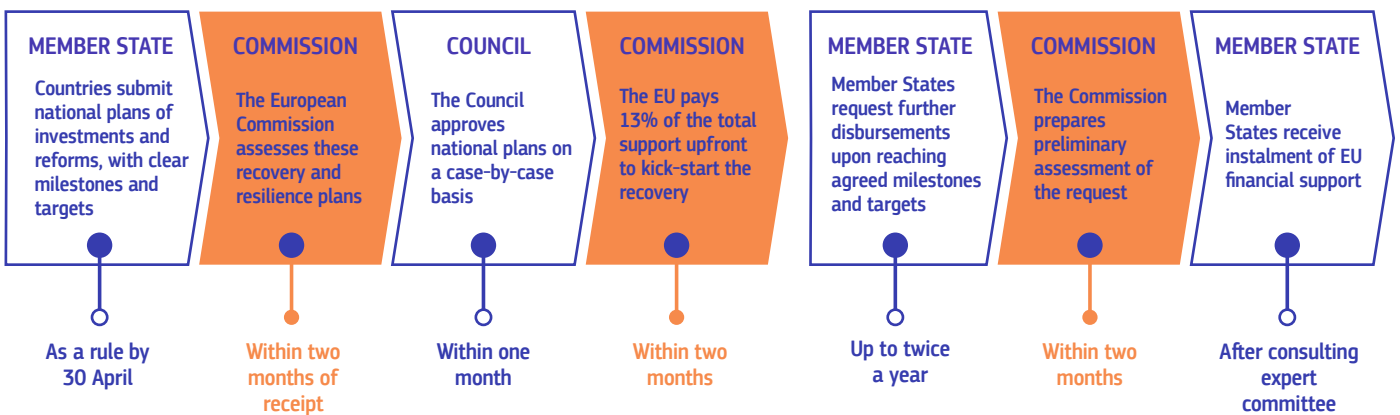 MEMBER STATE
Countries submit
national plans of
investments and
reforms, with clear
milestones and
targets
As a rule by
30 April
COMMISSION
The European
Commission
assesses these
recovery and
resilience plans
Within two
months of
receipt
COUNCIL
The Council
approves
national plans on
a case-by-case
basis
Within one
month
COMMISSION
The EU pays
13% of the total
support upfront
to kick-start the
recovery
Within two
months
MEMBER STATE
Member States
request further
disbursements
upon reaching
agreed milestones
and targets
Up to twice
a year
COMMISSION
The Commission
prepares
preliminary
assessment of
the request
Within two
months
MEMBER STATE
Member
States receive
instalment of EU
financial support
After consulting
expert
committee